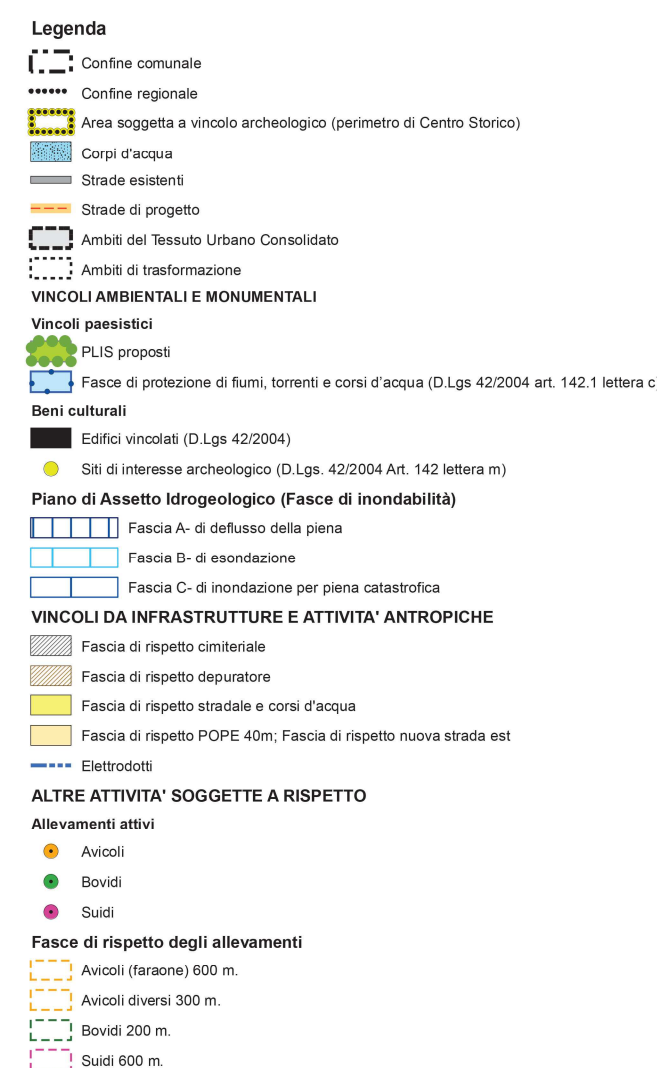 Legenda
Confine comunale
Confine regionale
Area soggetta a vincolo archeologico (perimetro di Centro Storico)
Corpi d'acqua
Strade esistenti
Strade di progetto
Ambiti del Tessuto Urbano Consolidato
Ambiti di trasformazione
VINCOLI AMBIENTALI E MONUMENTALI
Vincoli paesistici
PLIS proposti
Fasce di protezione di fiumi, torrenti e corsi d’acqua (D.Lgs 42/2004 art. 142.1 lettera c
Beni culturali
Edifici vincolati (D.Lgs 42/2004)
Siti di interesse archeologico (D.Lgs. 42/2004 Art. 142 lettera m)
Piano di Assetto Idrogeologico (Fasce di inondabilità)
Fascia A- di deflusso della piena
Fascia B- di esondazione
Fascia C- di inondazione per piena catastrofica
VINCOLI DA INFRASTRUTTURE E ATTIVITA' ANTROPICHE
Fascia di rispetto cimiteriale
Fascia di rispetto depuratore
Fascia di rispetto stradale e corsi d'acqua
Fascia di rispetto POPE 40m; Fascia di rispetto nuova strada est
Elettrodotti
ALTRE ATTIVITA' SOGGETTE A RISPETTO
Allevamenti attivi
Avicoli
Bovidi
Suidi
Fasce di rispetto degli allevamenti
Avicoli (faraone) 600 m.
Avicoli diversi 300 m.
Bovidi 200 m.
Suidi 600 m.